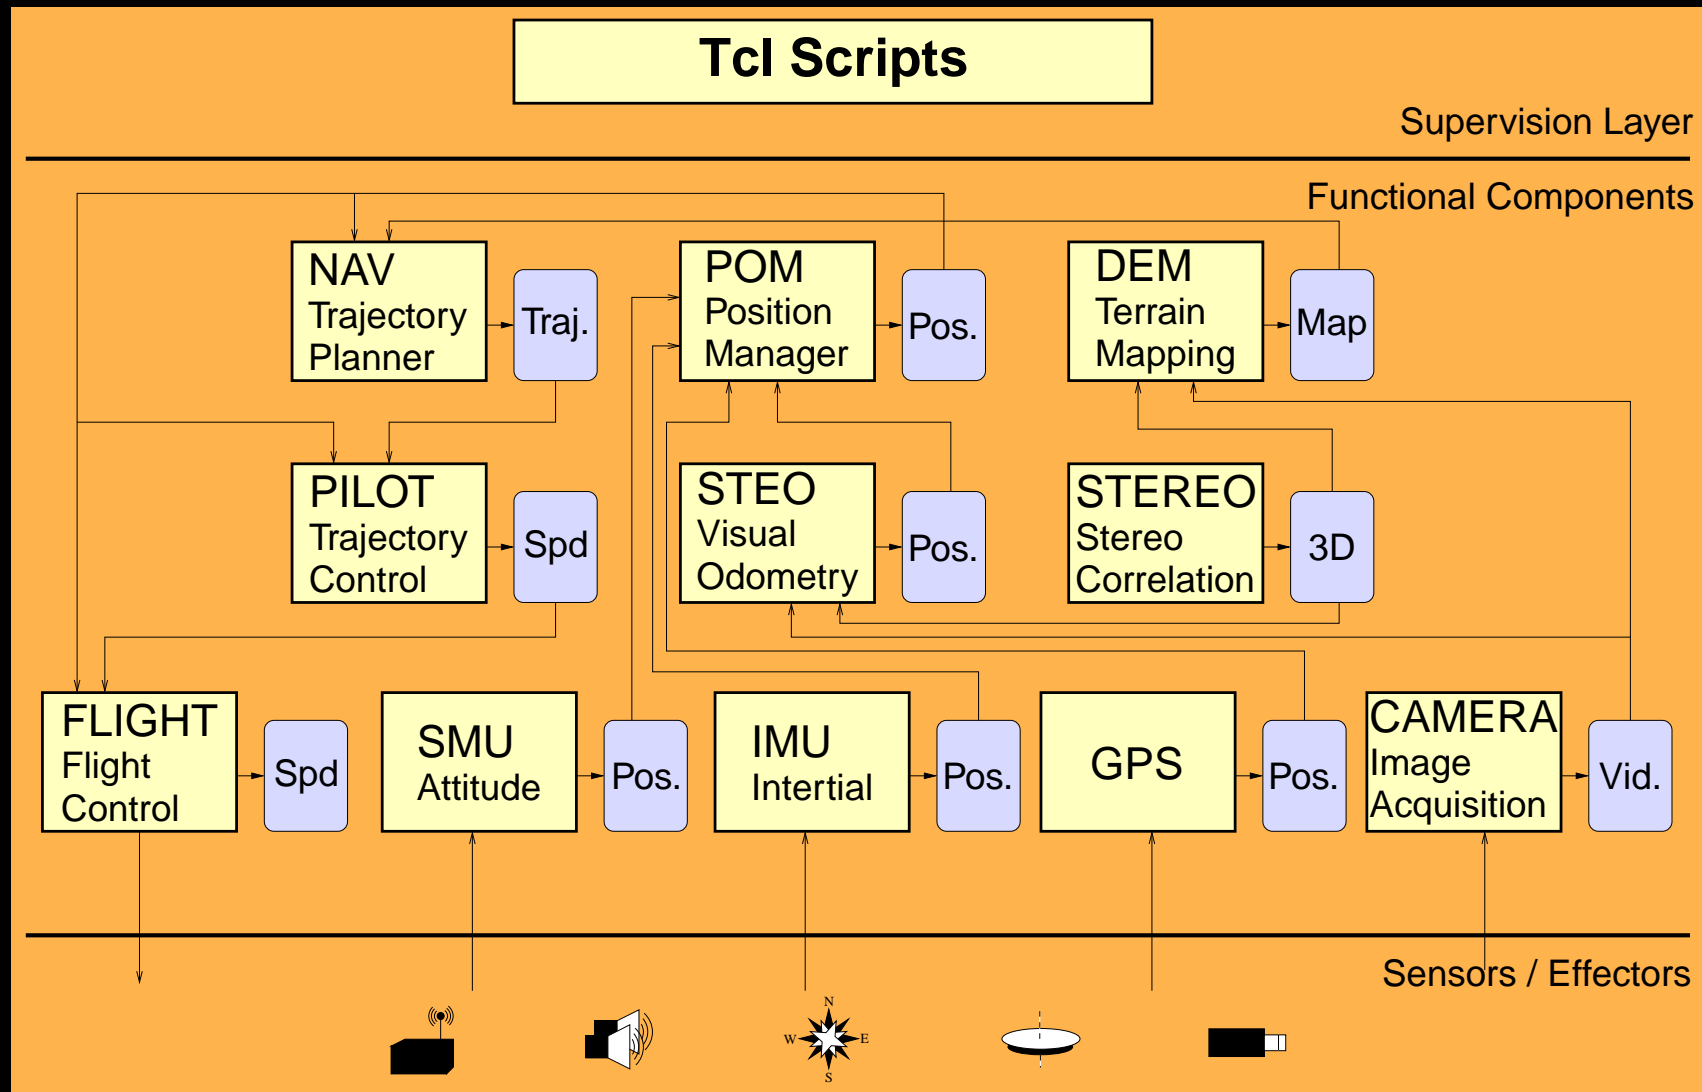 Tcl Scripts
Supervision Layer
Functional Components
NAV
Trajectory
Planner
Traj.
POM
Position
Manager
Pos.
DEM
Terrain
Mapping
Map
PILOT
Trajectory
Control
Spd
STEO
Visual
Odometry
Pos.
STEREO
Stereo
Correlation
3D
FLIGHT
Flight
Control
Spd
SMU
Attitude
Pos.
IMU
Intertial
Pos.
GPS
Pos.
CAMERA
Image
Acquisition
Vid.
Sensors / Effectors
N
W
E
S